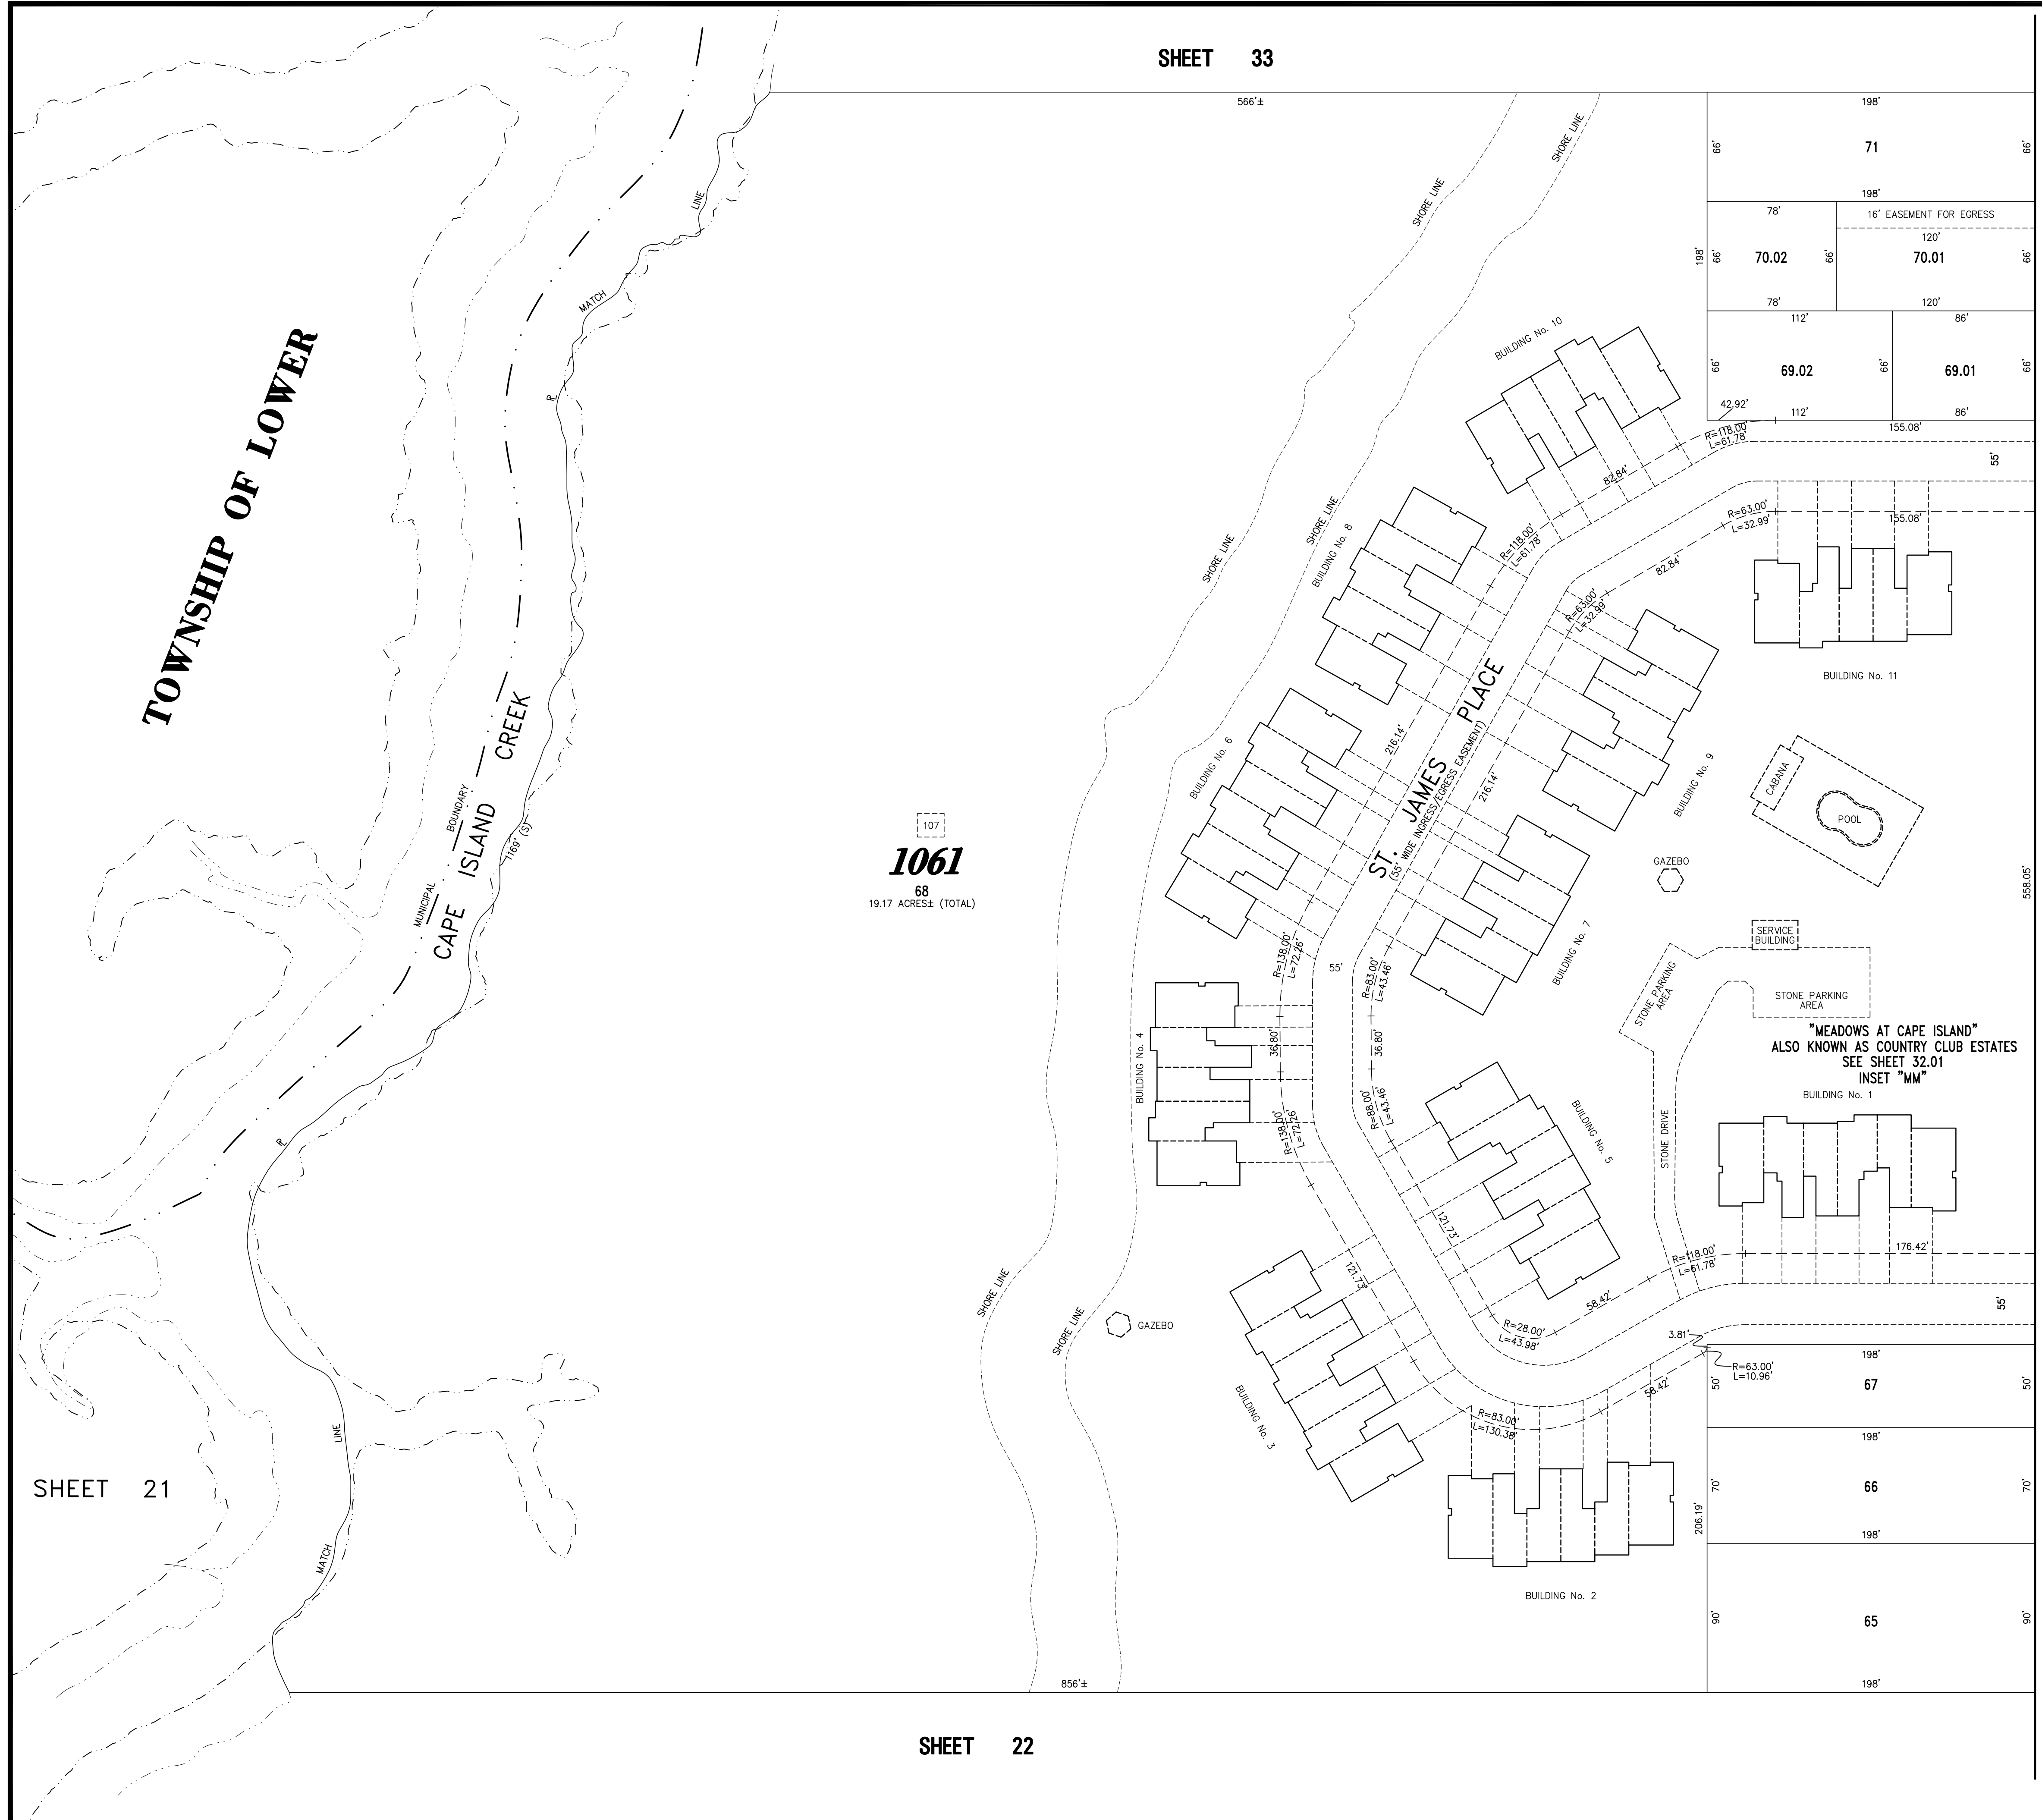 SHEET 33
566'±
SHORE LINE
SHORE LINE
198'
66'
71
66'
198'
78'
16' EASEMENT FOR EGRESS
120'
198'
66'
70.02
66'
70.01
66'
78'
120'
112'
86'
66'
69.02
66'
69.01
66'
42.92'
112'
86'
155.08'
R=118.00'
L=61.78'
55'
82.84'
BUILDING No. 10
R=63.00'
L=32.99'
155.08'
82.84'
R=118.00'
L=61.78'
R=63.00'
L=32.99'
BUILDING No. 11
BUILDING No. 8
SHORE LINE
SHORE LINE
TOWNSHIP OF LOWER
LINE
MATCH
PL
MUNICIPAL BOUNDARY
CAPE ISLAND CREEK
1169' (S)
107
1061
68
19.17 ACRES± (TOTAL)
BUILDING No. 6
216.14'
ST. JAMES PLACE
(55' WIDE INGRESS/EGRESS EASEMENT)
216.14'
BUILDING No. 9
CABANA
POOL
GAZEBO
558.05'
BUILDING No. 7
SERVICE
BUILDING
STONE PARKING
AREA
STONE PARKING
AREA
R=138.00'
L=72.26'
55'
R=83.00'
L=43.46'
"MEADOWS AT CAPE ISLAND"
ALSO KNOWN AS COUNTRY CLUB ESTATES
SEE SHEET 32.01
INSET "MM"
BUILDING No. 1
BUILDING No. 4
36.80'
36.80'
R=138.00'
L=72.26'
R=88.00'
L=43.46'
BUILDING No. 5
STONE DRIVE
PL
121.73'
121.73'
R=118.00'
L=61.78'
176.42'
55'
58.42'
R=28.00'
L=43.98'
3.81'
R=63.00'
L=10.96'
SHORE LINE
SHORE LINE
GAZEBO
BUILDING No. 3
58.42'
R=83.00'
L=130.38'
198'
50'
67
50'
198'
70'
66
70'
206.19'
198'
BUILDING No. 2
90'
65
90'
198'
LINE
SHEET 21
MATCH
856'±
SHEET 22